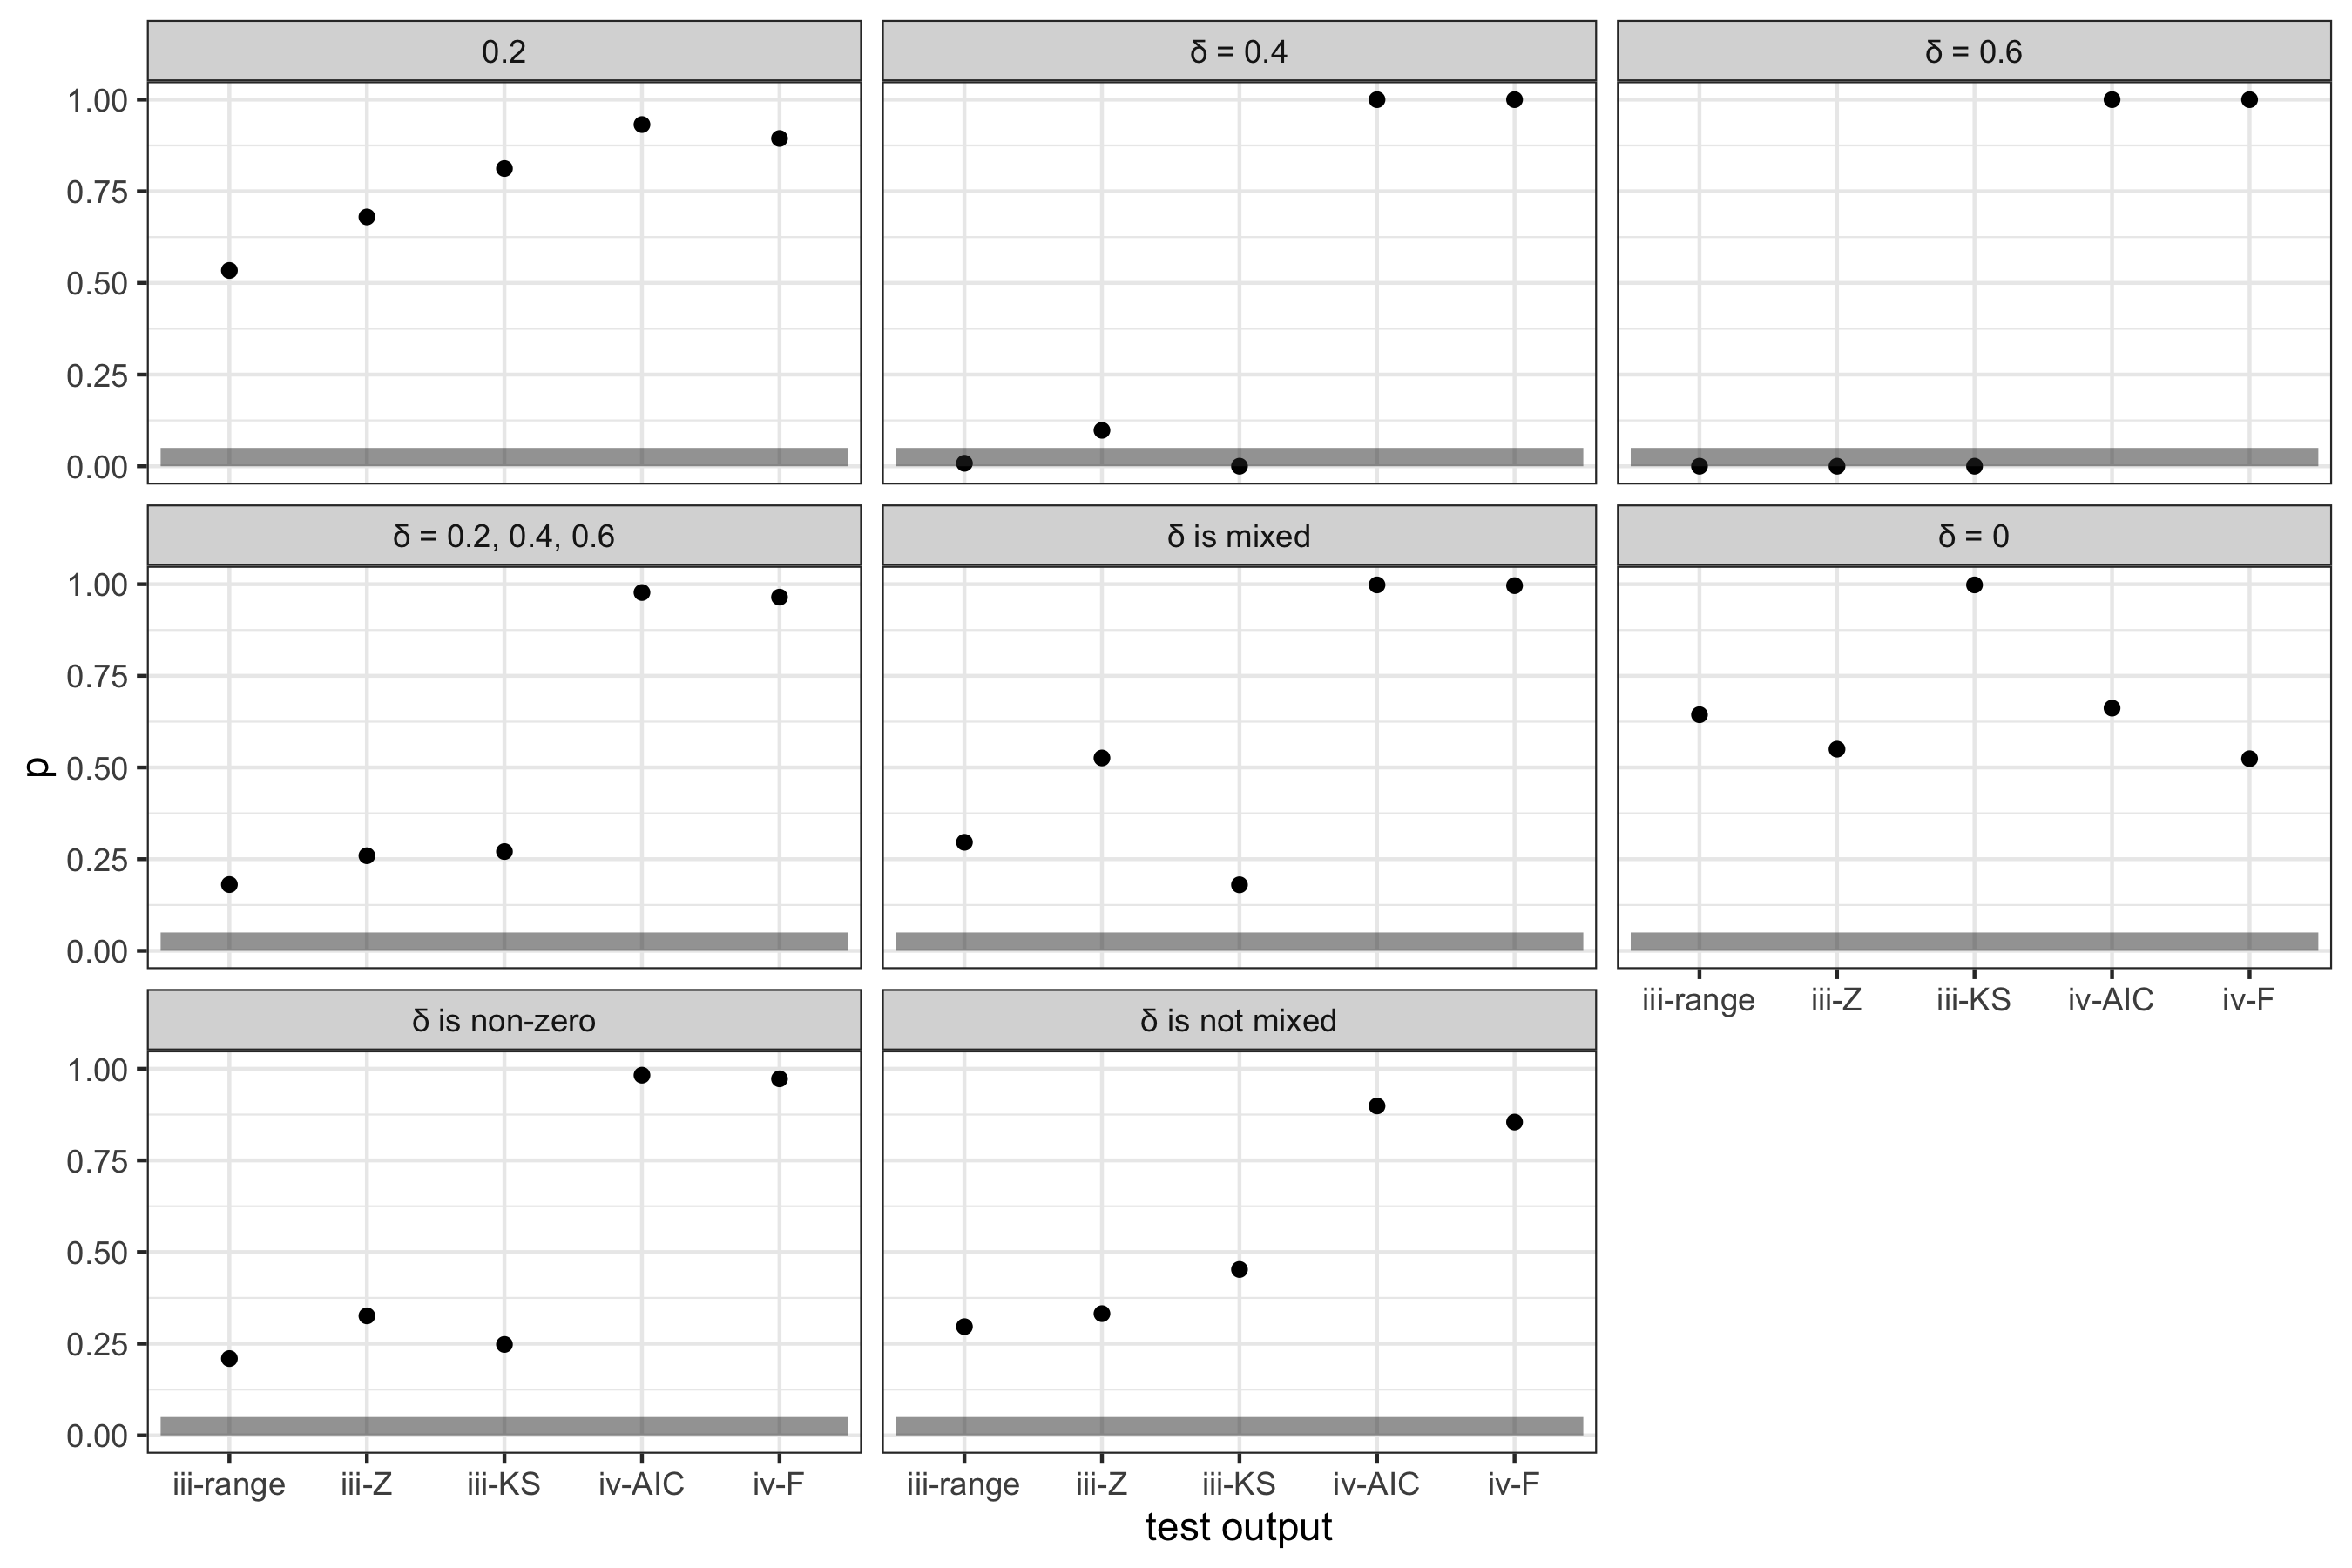 0.2 δ = 0.4 δ = 0.6
1.00
0.75
0.50
0.25
0.00
δ = 0.2, 0.4, 0.6 δ is mixed δ = 0
1.00
0.75
0.50
0.25
0.00
p
iii-range iii-Z iii-KS iv-AIC iv-F
δ is non-zero δ is not mixed
1.00
0.75
0.50
0.25
0.00
iii-range iii-Z iii-KS iv-AIC iv-F iii-range iii-Z iii-KS iv-AIC iv-F
test output